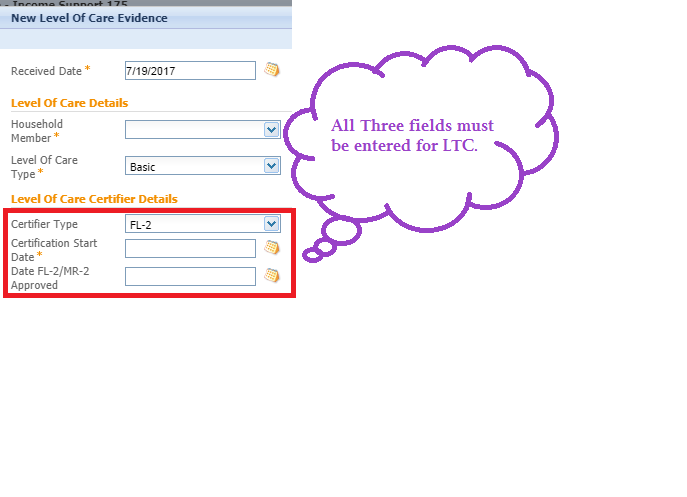 - Income Support 175
New Level Of Care Evidence
Received Date * 7/19/2017
Level Of Care Details
Household
Member *
Level Of Care
Type * Basic
Level Of Care Certifier Details
Certifier Type FL-2
Certification Start
Date *
Date FL-2/MR-2
Approved
All Three fields must
be entered for LTC.